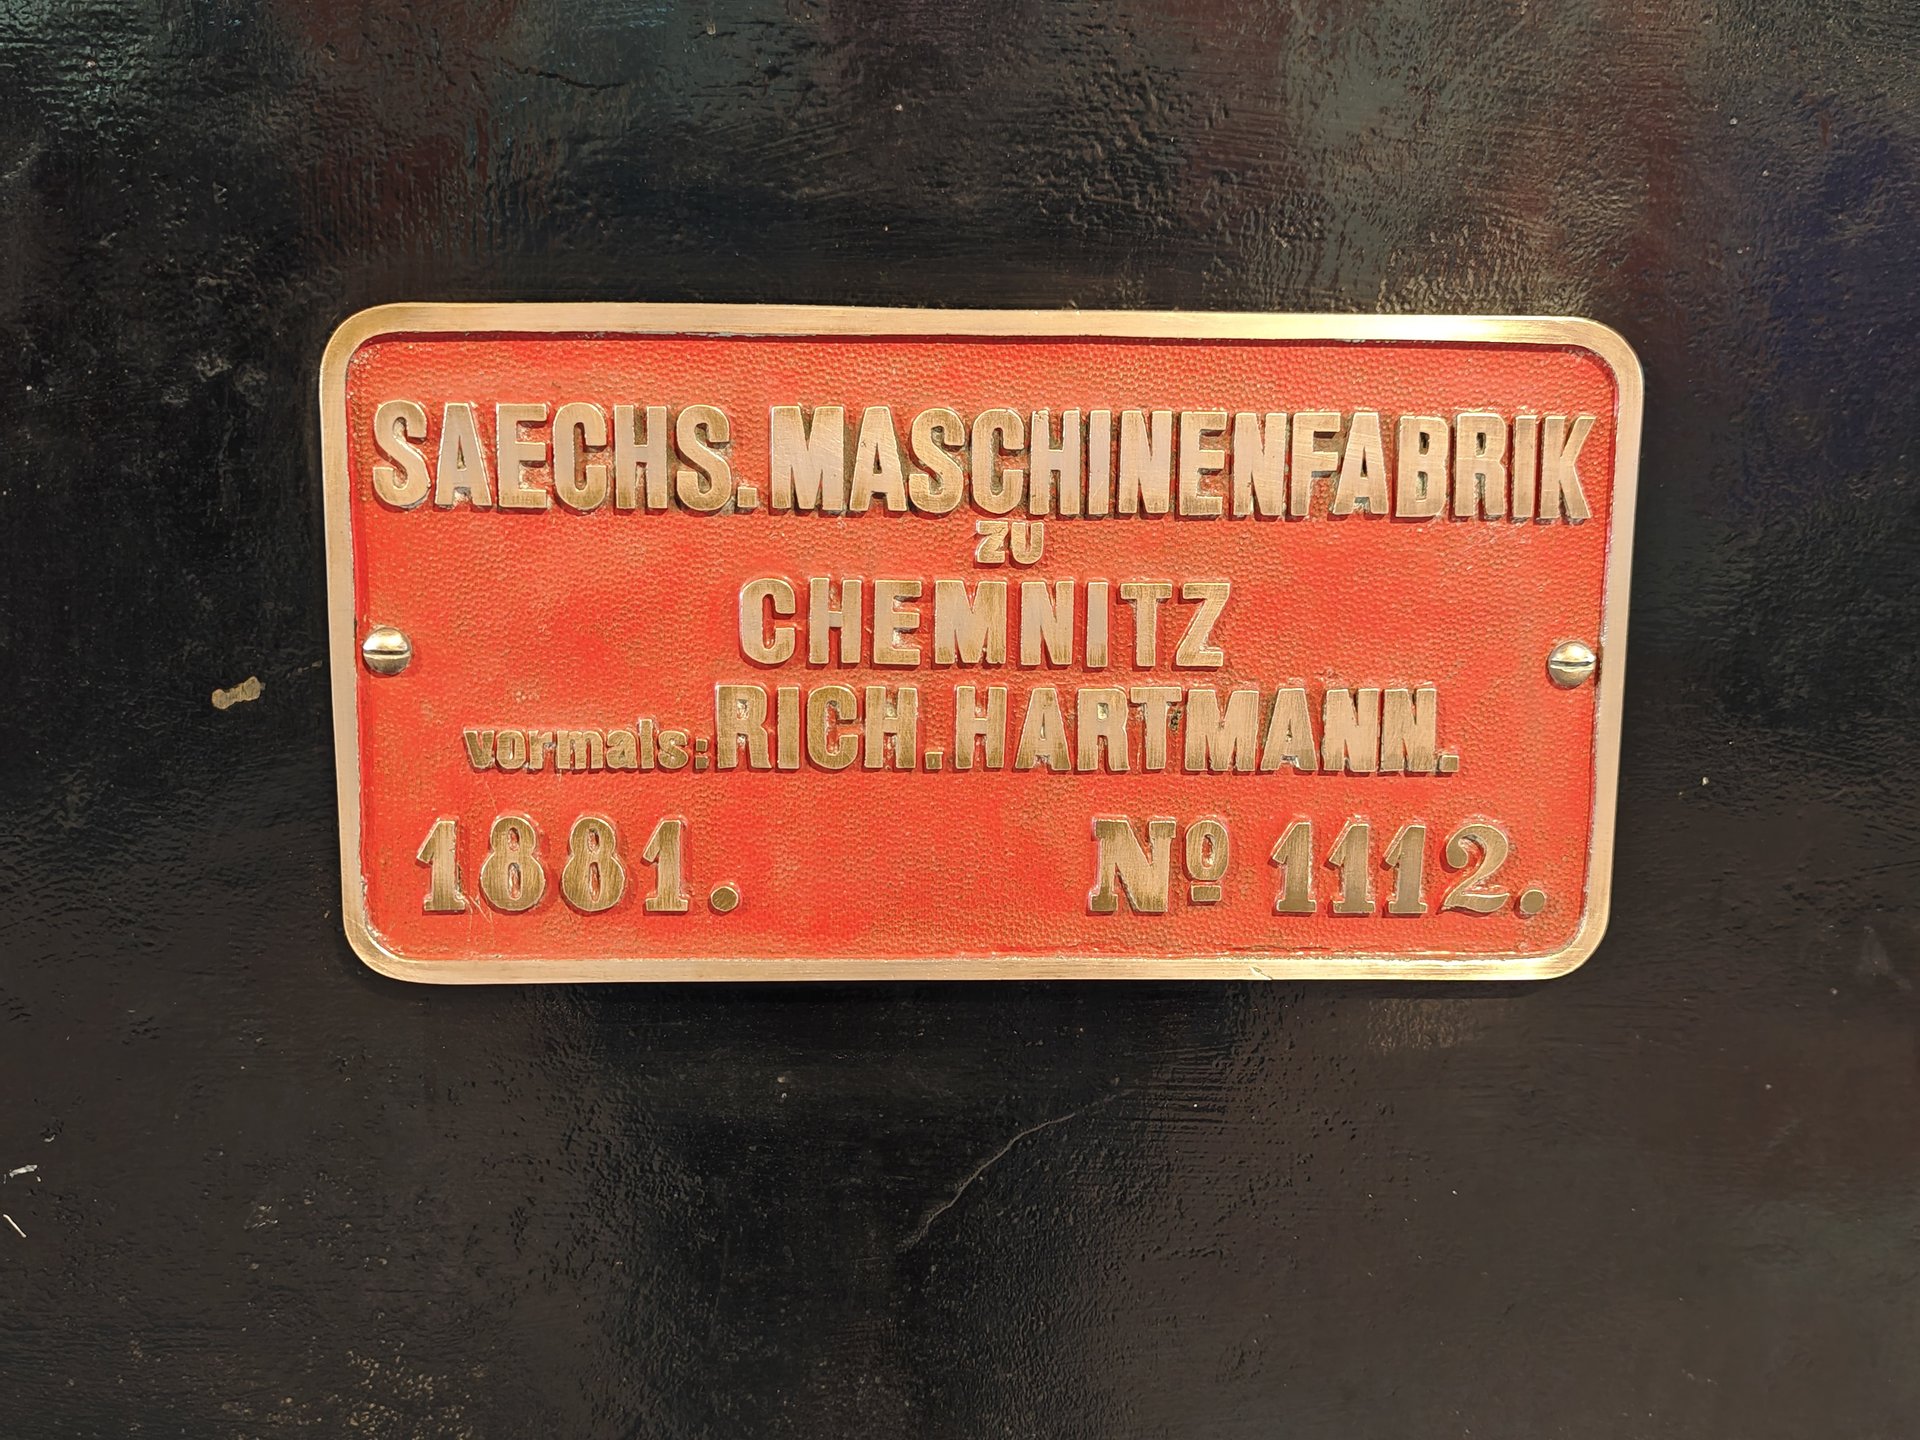 SAECHS. MASCHINENFABRIK
ZU
CHEMNITZ
vormals: RICH. HARTMANN.
1881. Nº 1112.